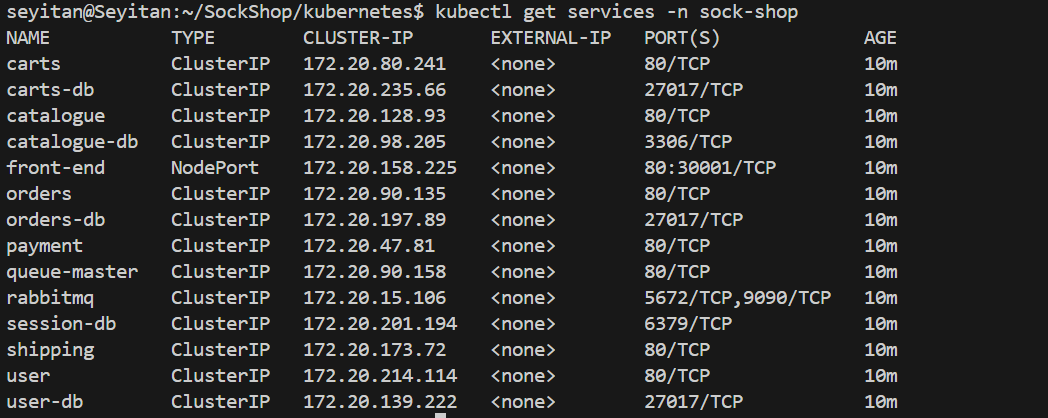 seyitan@Seyitan:~/SockShop/kubernetes$ kubectl get services -n sock-shop
NAME TYPE CLUSTER-IP EXTERNAL-IP PORT(S) AGE
carts ClusterIP 172.20.80.241 <none> 80/TCP 10m
carts-db ClusterIP 172.20.235.66 <none> 27017/TCP 10m
catalogue ClusterIP 172.20.128.93 <none> 80/TCP 10m
catalogue-db ClusterIP 172.20.98.205 <none> 3306/TCP 10m
front-end NodePort 172.20.158.225 <none> 80:30001/TCP 10m
orders ClusterIP 172.20.90.135 <none> 80/TCP 10m
orders-db ClusterIP 172.20.197.89 <none> 27017/TCP 10m
payment ClusterIP 172.20.47.81 <none> 80/TCP 10m
queue-master ClusterIP 172.20.90.158 <none> 80/TCP 10m
rabbitmq ClusterIP 172.20.15.106 <none> 5672/TCP,9090/TCP 10m
session-db ClusterIP 172.20.201.194 <none> 6379/TCP 10m
shipping ClusterIP 172.20.173.72 <none> 80/TCP 10m
user ClusterIP 172.20.214.114 <none> 80/TCP 10m
user-db ClusterIP 172.20.139.222 <none> 27017/TCP 10m